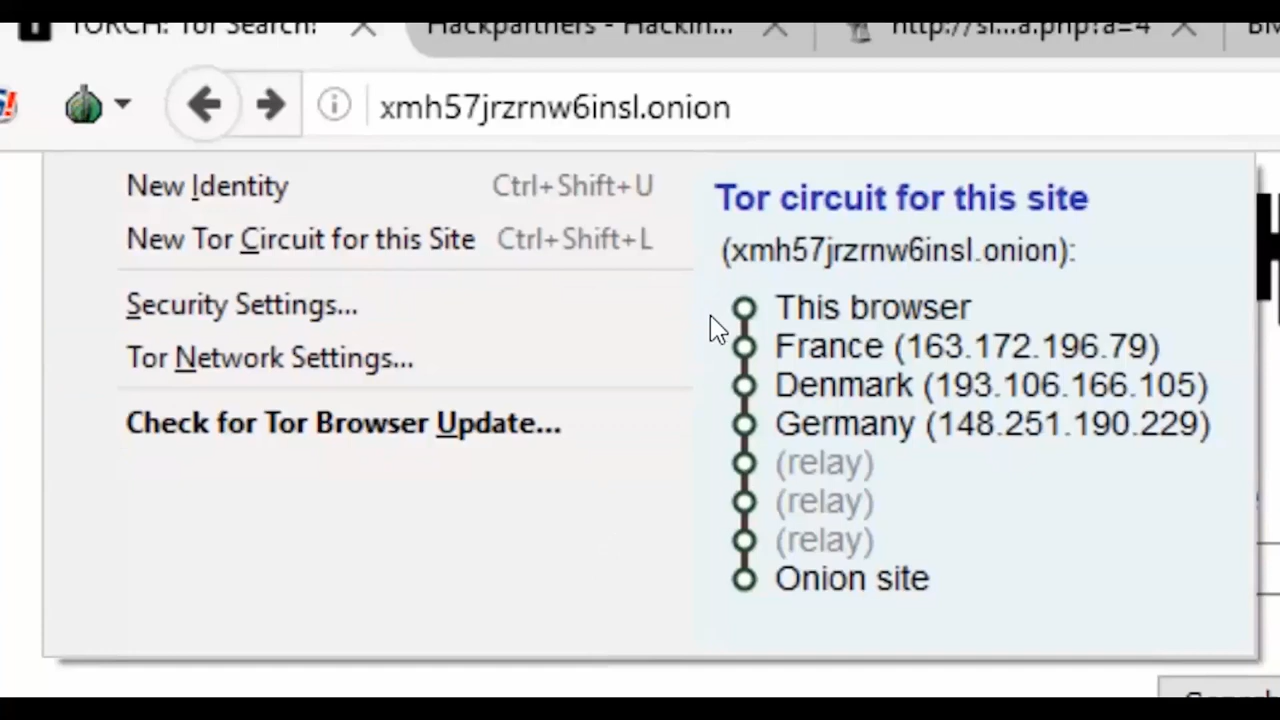 TORCH: Tor Search!
Hackpartners - Hackin...
http://sl...a.php?a=4
xmh57jrzrnw6insl.onion
New Identity Ctrl+Shift+U
New Tor Circuit for this Site Ctrl+Shift+L
Security Settings...
Tor Network Settings...
Check for Tor Browser Update...
Tor circuit for this site
(xmh57jrzrnw6insl.onion):
This browser
France (163.172.196.79)
Denmark (193.106.166.105)
Germany (148.251.190.229)
(relay)
(relay)
(relay)
Onion site